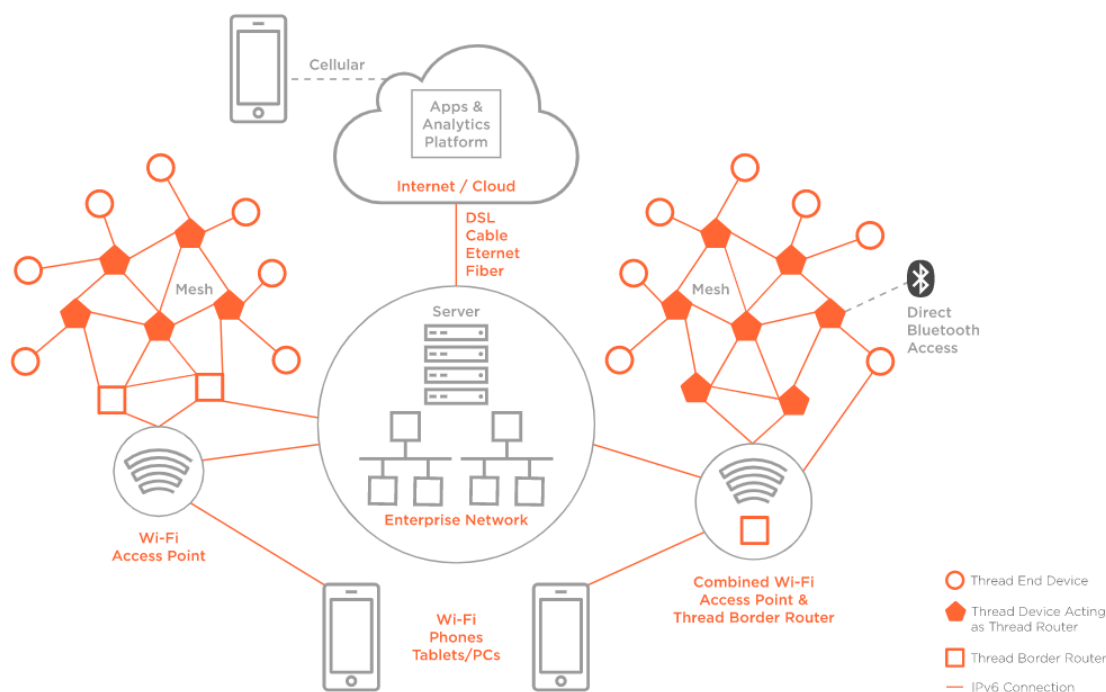 Cellular
Apps &
Analytics
Platform
Internet / Cloud
DSL
Cable
Eternet
Fiber
Mesh
Server
Mesh
Direct
Bluetooth
Access
Enterprise Network
Wi-Fi
Access Point
Wi-Fi
Phones
Tablets/PCs
Combined Wi-Fi
Access Point &
Thread Border Router
Thread End Device
Thread Device Acting
as Thread Router
Thread Border Router
IPv6 Connection